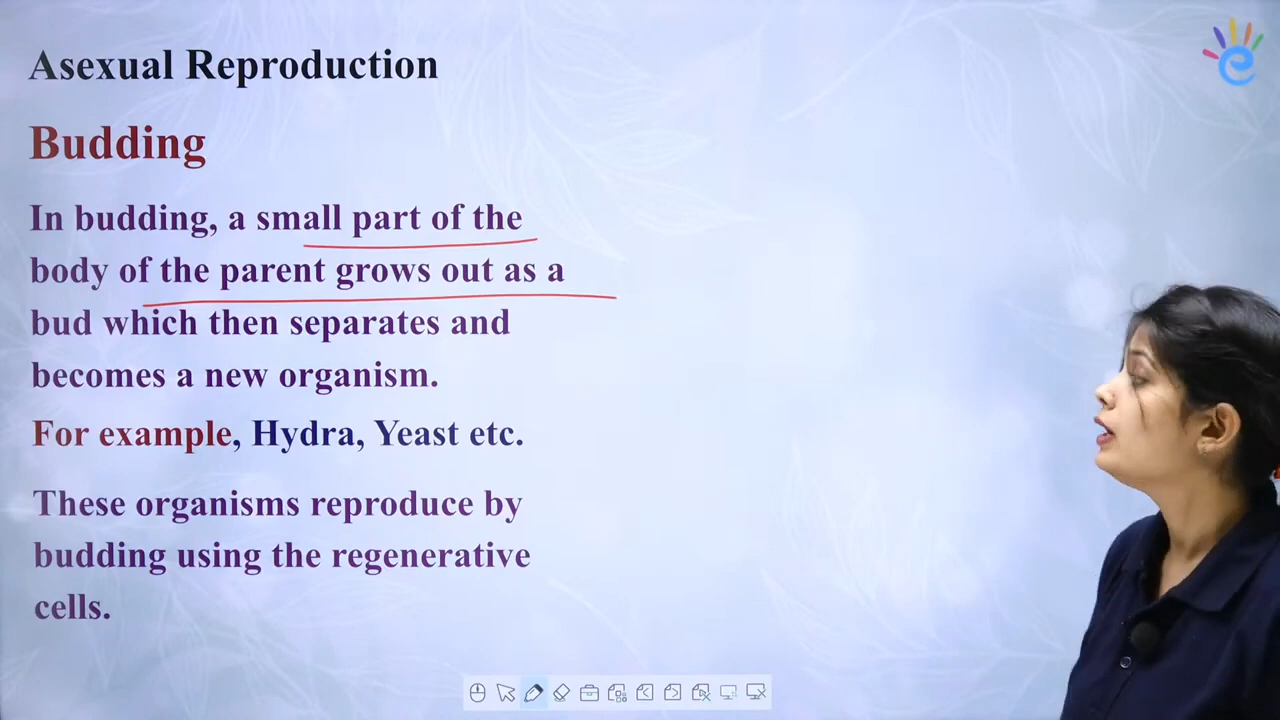 Asexual Reproduction
Budding
In budding, a small part of the
body of the parent grows out as a
bud which then separates and
becomes a new organism.
For example, Hydra, Yeast etc.
These organisms reproduce by
budding using the regenerative
cells.